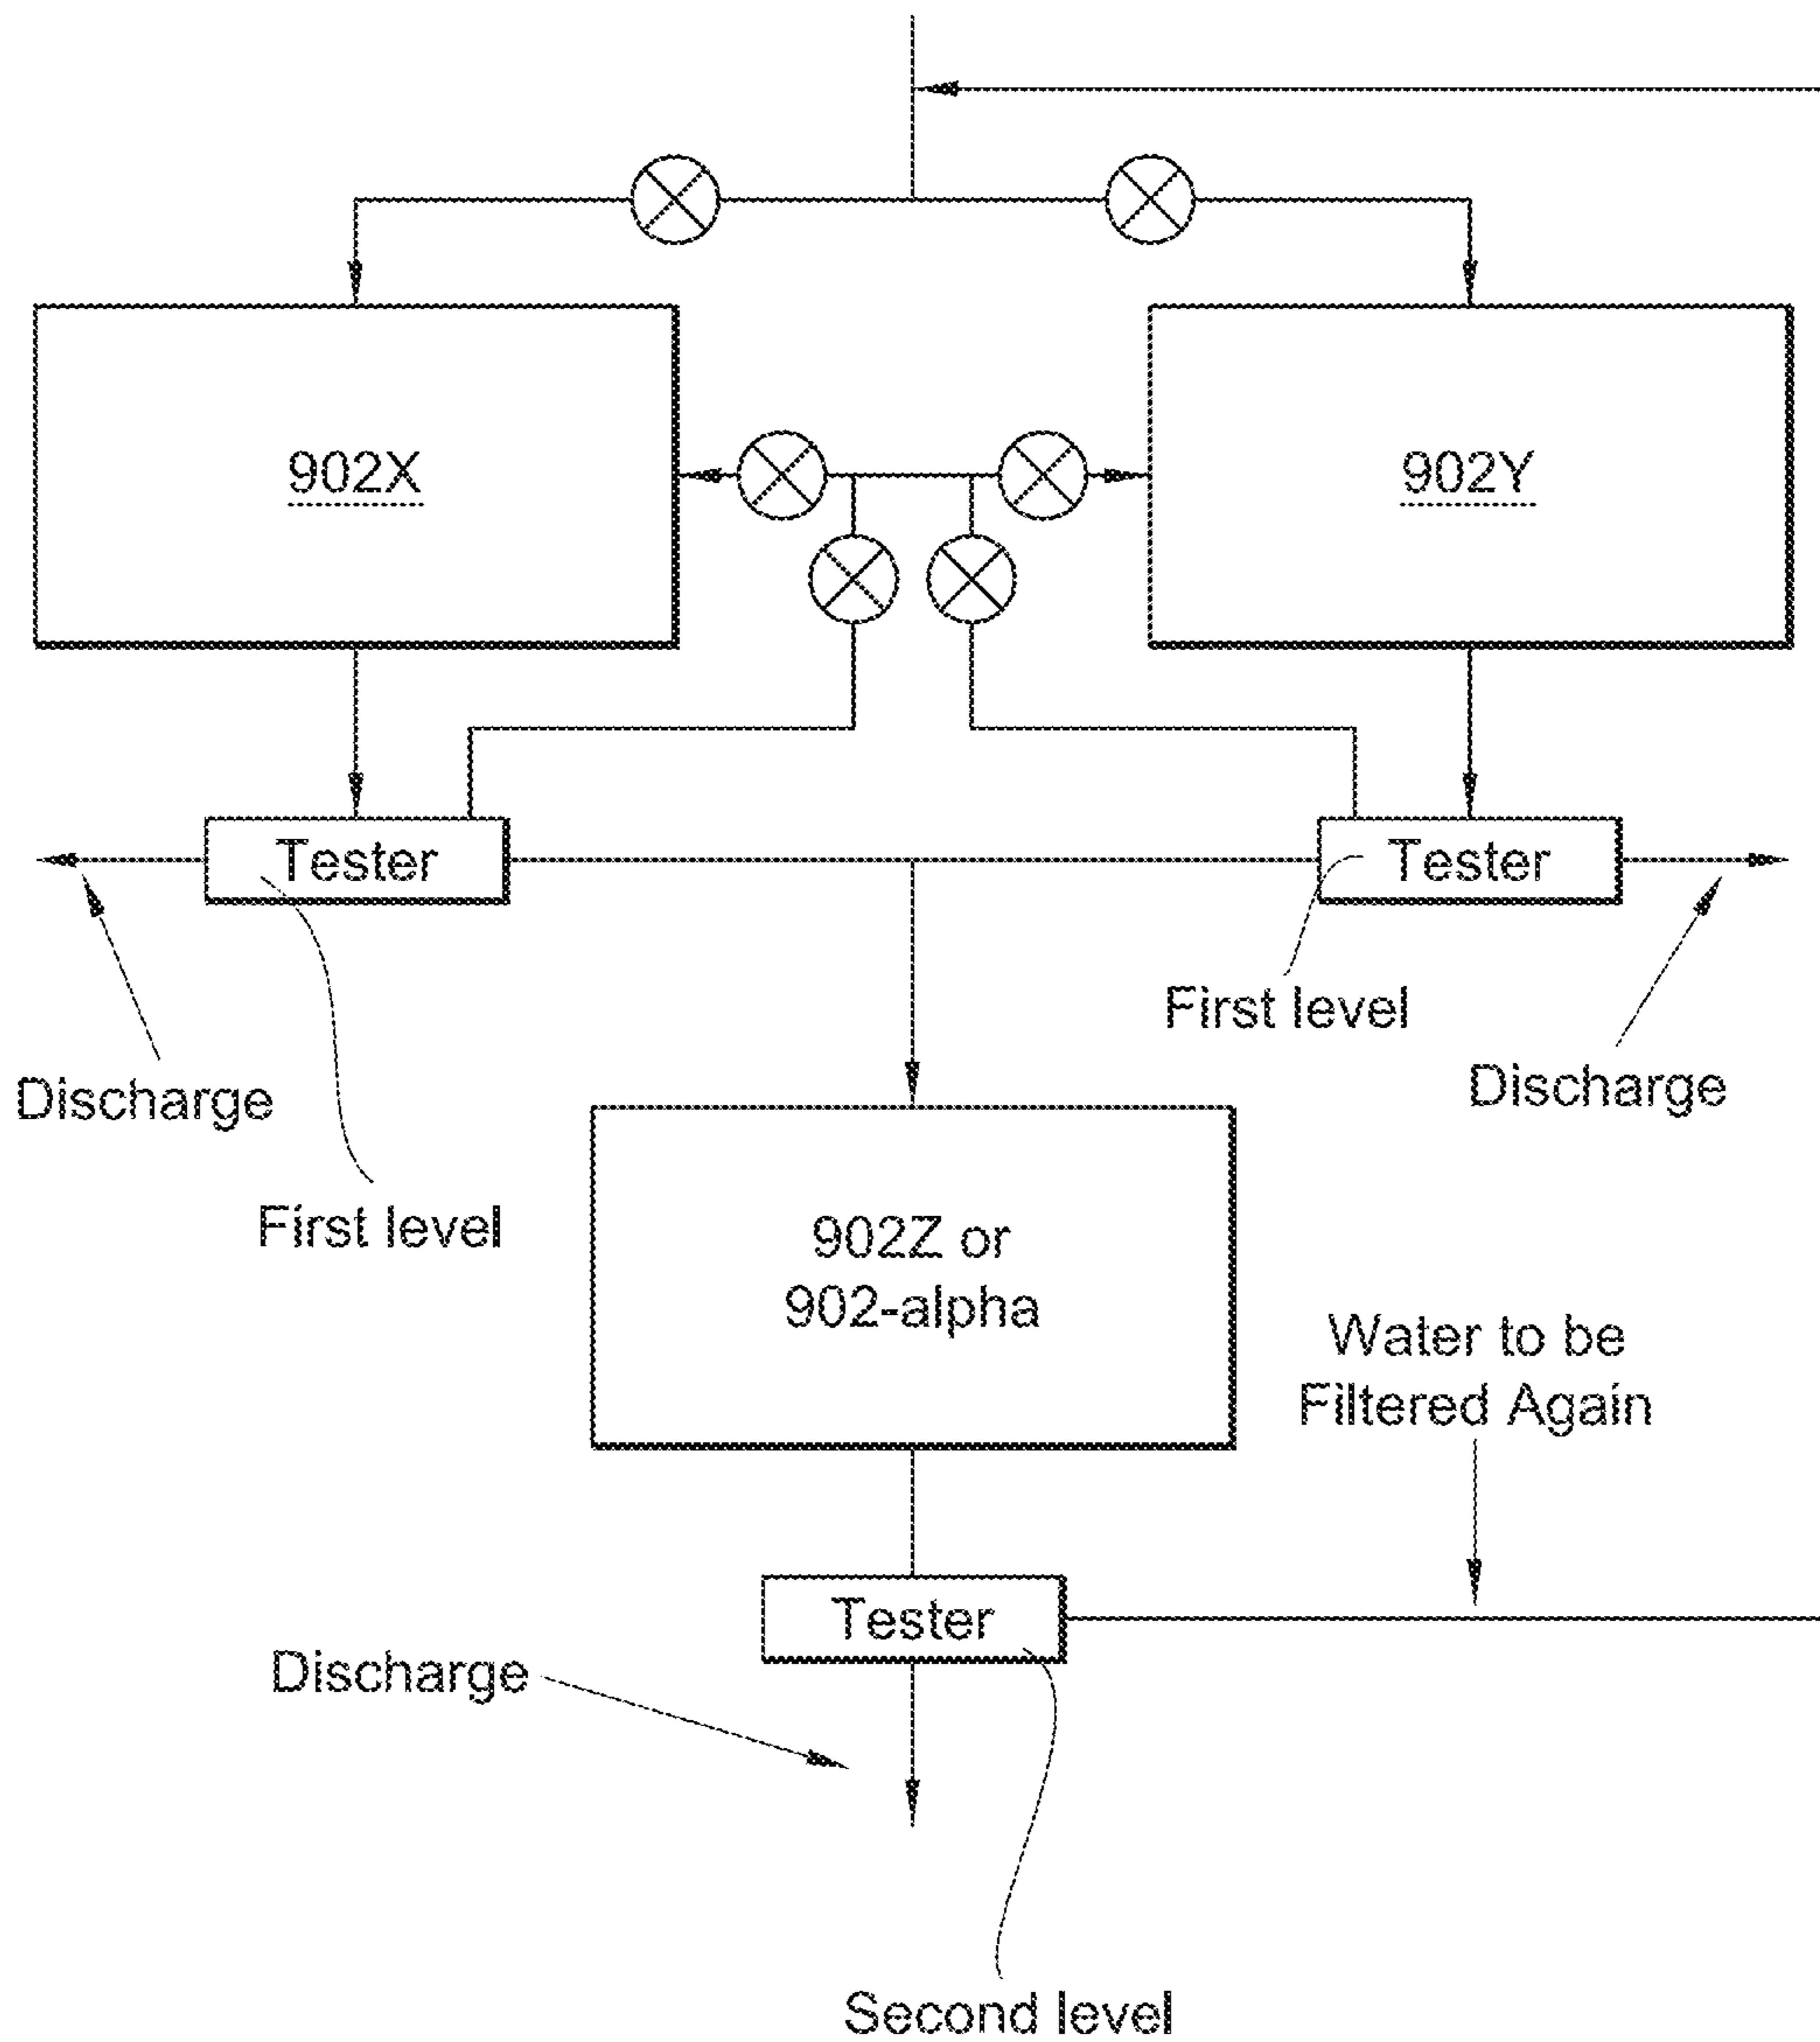 902X
902Y
Tester
Tester
First level
Discharge
Discharge
First level
902Z or
902-alpha
Water to be
Filtered Again
Tester
Discharge
Second level